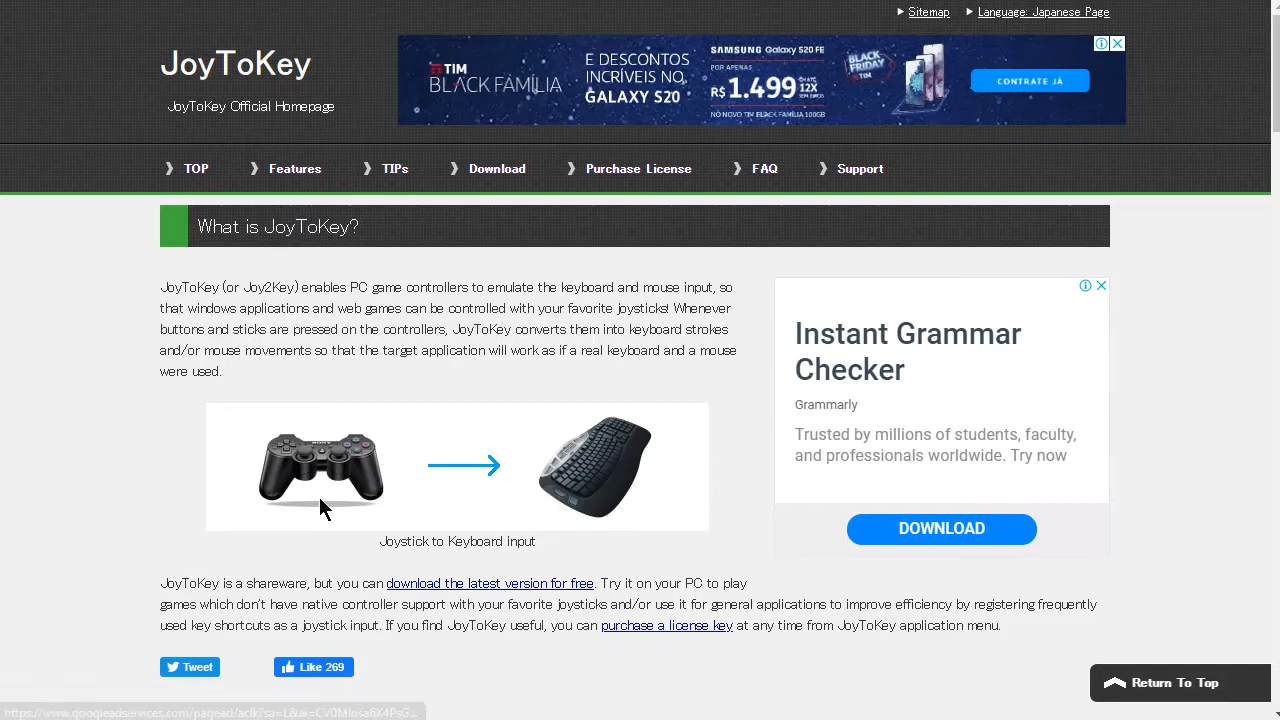 Sitemap
Language: Japanese Page
JoyToKey
JoyToKey Official Homepage
TIM
BLACK FAMÍLIA
E DESCONTOS
INCRÍVEIS NO
GALAXY S20
SAMSUNG Galaxy S20 FE
POR APENAS
R$ 1.499 12X
NO NOVO TIM BLACK FAMÍLIA 100GB
BLACK
FRIDAY
TIM
CONTRATE JÁ
TOP
Features
TIPs
Download
Purchase License
FAQ
Support
What is JoyToKey?
JoyToKey (or Joy2Key) enables PC game controllers to emulate the keyboard and mouse input, so
that windows applications and web games can be controlled with your favorite joysticks! Whenever
buttons and sticks are pressed on the controllers, JoyToKey converts them into keyboard strokes
and/or mouse movements so that the target application will work as if a real keyboard and a mouse
were used.
SONY
Joystick to Keyboard input
Instant Grammar
Checker
Grammarly
Trusted by millions of students, faculty,
and professionals worldwide. Try now
DOWNLOAD
JoyToKey is a shareware, but you can download the latest version for free. Try it on your PC to play
games which don't have native controller support with your favorite joysticks and/or use it for general applications to improve efficiency by registering frequently
used key shortcuts as a joystick input. If you find JoyToKey useful, you can purchase a license key at any time from JoyToKey application menu.
Tweet
Like 269
Return To Top